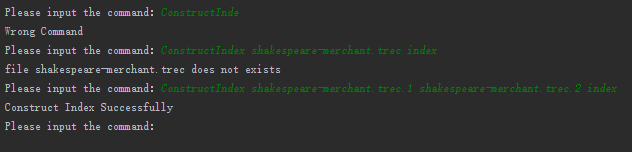 Please input the command: ConstructInde
Wrong Command
Please input the command: ConstructIndex shakespeare-merchant.trec index
file shakespeare-merchant.trec does not exists
Please input the command: ConstructIndex shakespeare-merchant.trec.1 shakespeare-merchant.trec.2 index
Construct Index Successfully
Please input the command: